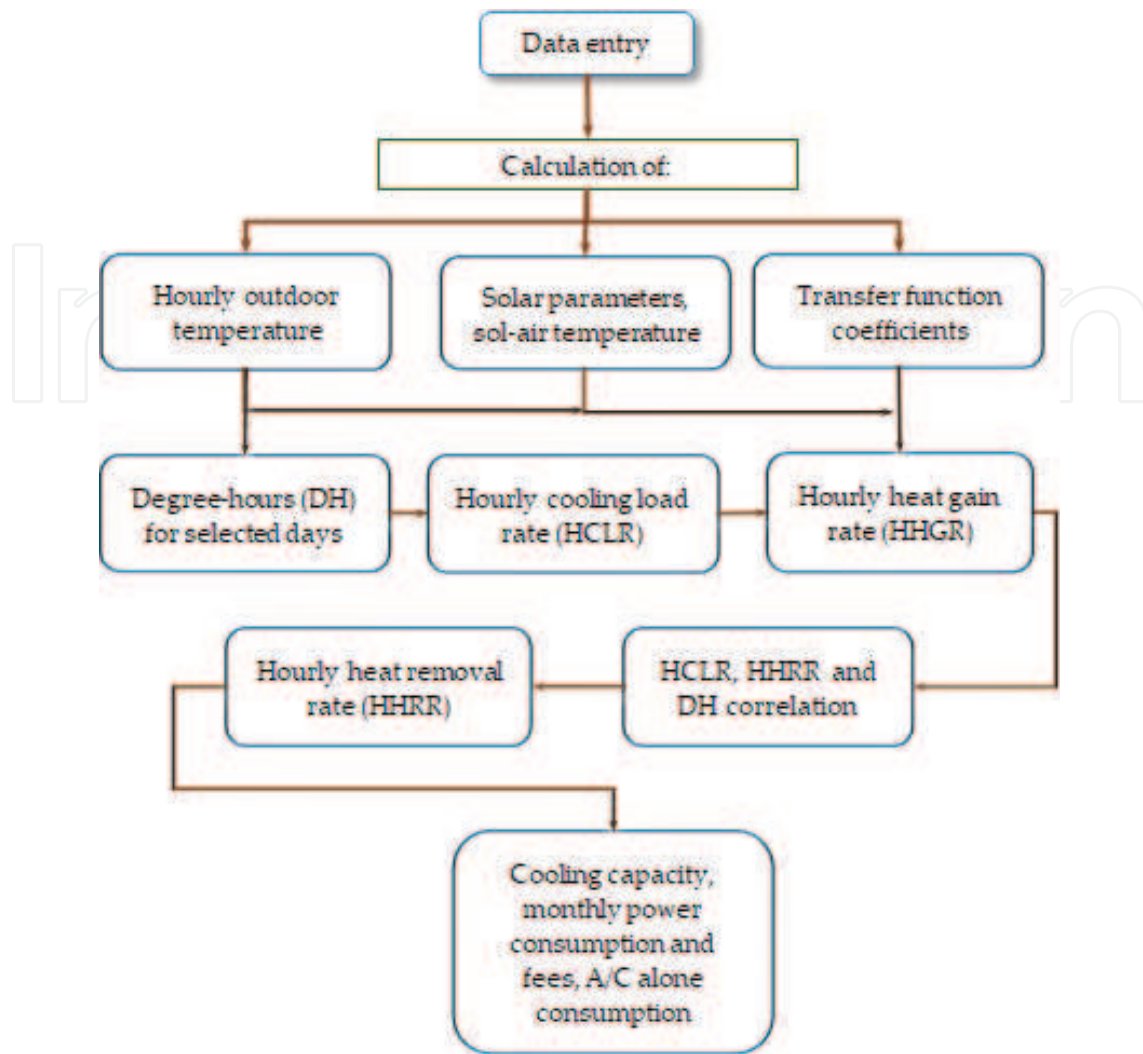 Data entry
Calculation of:
Hourly outdoor
temperature
Solar parameters,
sol-air temperature
Transfer function
coefficients
Degree-hours (DH)
for selected days
Hourly cooling load
rate (HCLR)
Hourly heat gain
rate (HHGR)
Hourly heat removal
rate (HHRR)
HCLR, HHRR and
DH correlation
Cooling capacity,
monthly power
consumption and
fees, A/C alone
consumption